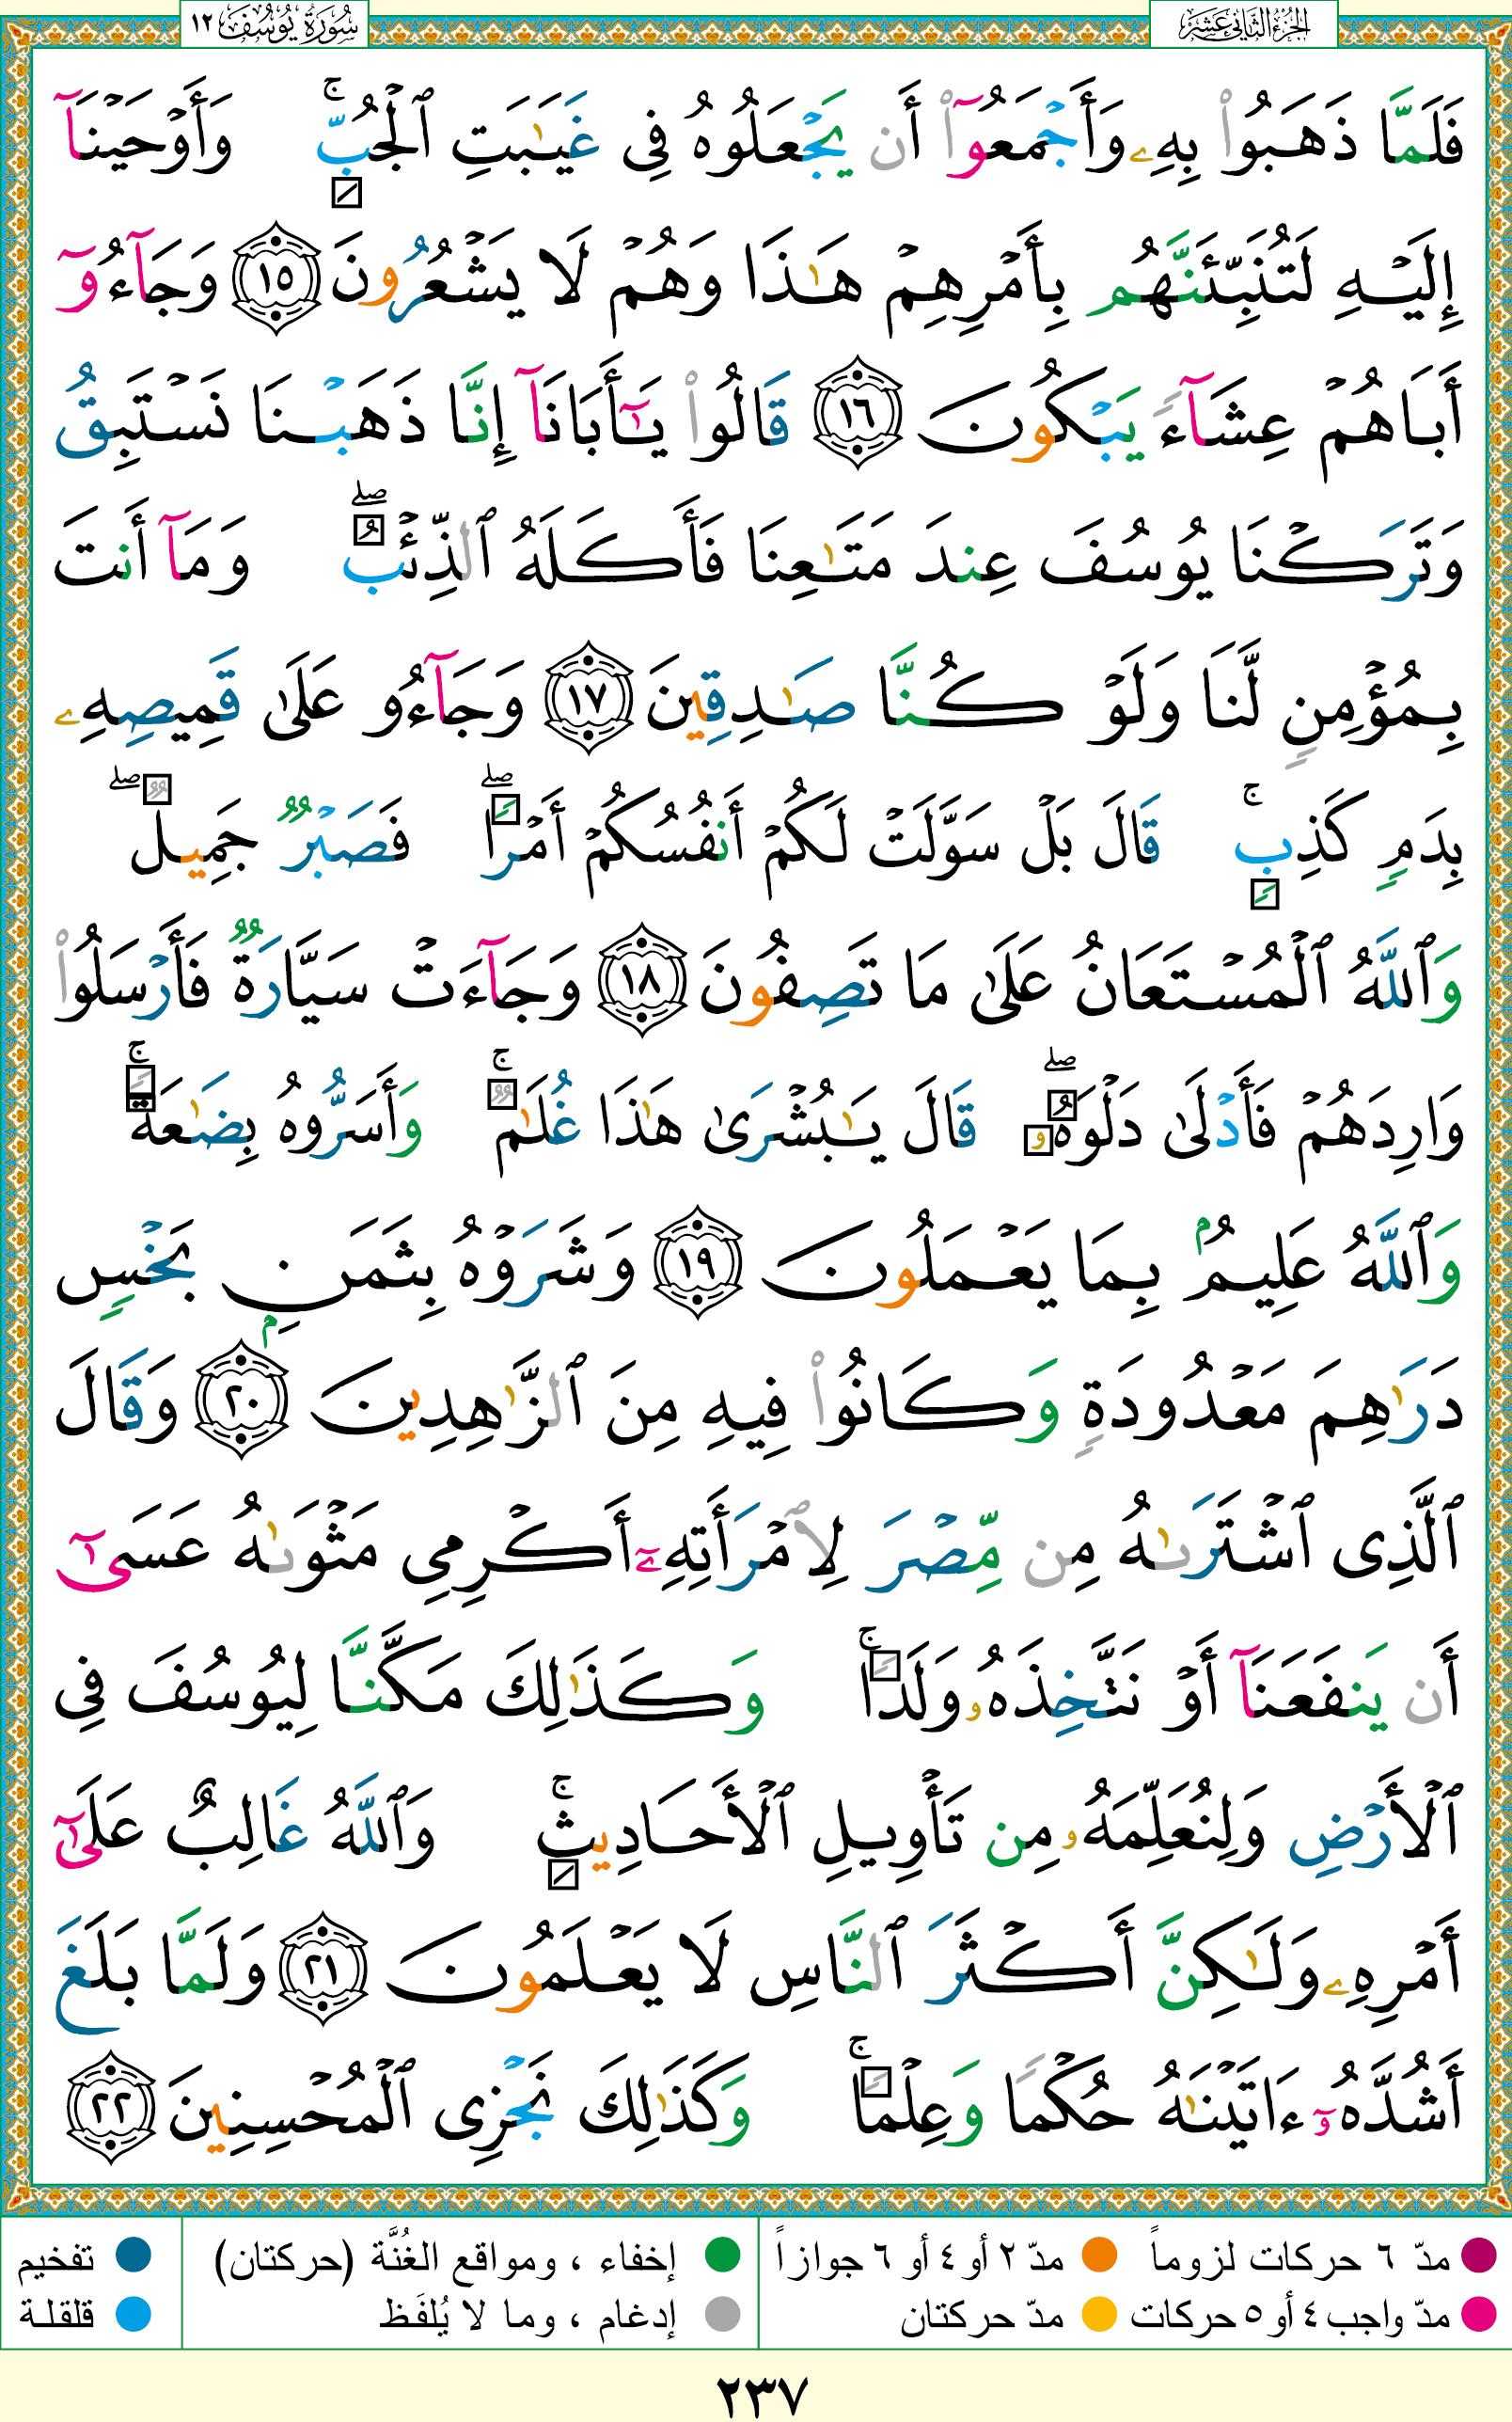 الجزء الثاني عشر
سورة يوسف ١٢
فَلَمَّا ذَهَبُوا۟ بِهِۦ وَأَجۡمَعُوٓا۟ أَن يَجۡعَلُوهُ فِى غَيَـٰبَتِ ٱلۡجُبِّۚ وَأَوۡحَيۡنَآ
إِلَيۡهِ لَتُنَبِّئَنَّهُم بِأَمۡرِهِمۡ هَـٰذَا وَهُمۡ لَا يَشۡعُرُونَ ١٥ وَجَآءُوٓ
أَبَاهُمۡ عِشَآءً يَبۡكُونَ ١٦ قَالُوا۟ يَـٰٓأَبَانَآ إِنَّا ذَهَبۡنَا نَسۡتَبِقُ
وَتَرَكۡنَا يُوسُفَ عِندَ مَتَـٰعِنَا فَأَكَلَهُ ٱلذِّئۡبُۖ وَمَآ أَنتَ
بِمُؤۡمِنٍ لَّنَا وَلَوۡ كُنَّا صَـٰدِقِينَ ١٧ وَجَآءُو عَلَىٰ قَمِيصِهِۦ
بِدَمٍ كَذِبٍۚ قَالَ بَلۡ سَوَّلَتۡ لَكُمۡ أَنفُسُكُمۡ أَمۡرًاۖ فَصَبۡرٌ جَمِيلٌۖ
وَٱللَّهُ ٱلۡمُسۡتَعَانُ عَلَىٰ مَا تَصِفُونَ ١٨ وَجَآءَتۡ سَيَّارَةٌ فَأَرۡسَلُوا۟
وَارِدَهُمۡ فَأَدۡلَىٰ دَلۡوَهُۥۖ قَالَ يَـٰبُشۡرَىٰ هَـٰذَا غُلَـٰمٌۚ وَأَسَرُّوهُ بِضَـٰعَةًۚ
وَٱللَّهُ عَلِيمُۢ بِمَا يَعۡمَلُونَ ١٩ وَشَرَوۡهُ بِثَمَنِۭ بَخۡسٍ
دَرَٰهِمَ مَعۡدُودَةٍ وَكَانُوا۟ فِيهِ مِنَ ٱلزَّٰهِدِينَ ٢٠ وَقَالَ
ٱلَّذِى ٱشۡتَرَىٰهُ مِن مِّصۡرَ لِٱمۡرَأَتِهِۦٓ أَكۡرِمِى مَثۡوَىٰهُ عَسَىٰٓ
أَن يَنفَعَنَآ أَوۡ نَتَّخِذَهُۥ وَلَدًاۚ وَكَذَٰلِكَ مَكَّنَّا لِيُوسُفَ فِى
ٱلۡأَرۡضِ وَلِنُعَلِّمَهُۥ مِن تَأۡوِيلِ ٱلۡأَحَادِيثِۚ وَٱللَّهُ غَالِبٌ عَلَىٰٓ
أَمۡرِهِۦ وَلَـٰكِنَّ أَكۡثَرَ ٱلنَّاسِ لَا يَعۡلَمُونَ ٢١ وَلَمَّا بَلَغَ
أَشُدَّهُۥٓ ءَاتَيۡنَـٰهُ حُكۡمًا وَعِلۡمًاۚ وَكَذَٰلِكَ نَجۡزِى ٱلۡمُحۡسِنِينَ ٢٢
مدّ ٦ حركات لزوماً مدّ ٢ أو ٤ أو ٦ جوازاً إخفاء ، ومواقع الغُنَّة (حركتان) تفخيم
مدّ واجب ٤ أو ٥ حركات مدّ حركتان إدغام ، وما لا يُلفَظ قلقلة
٢٣٧